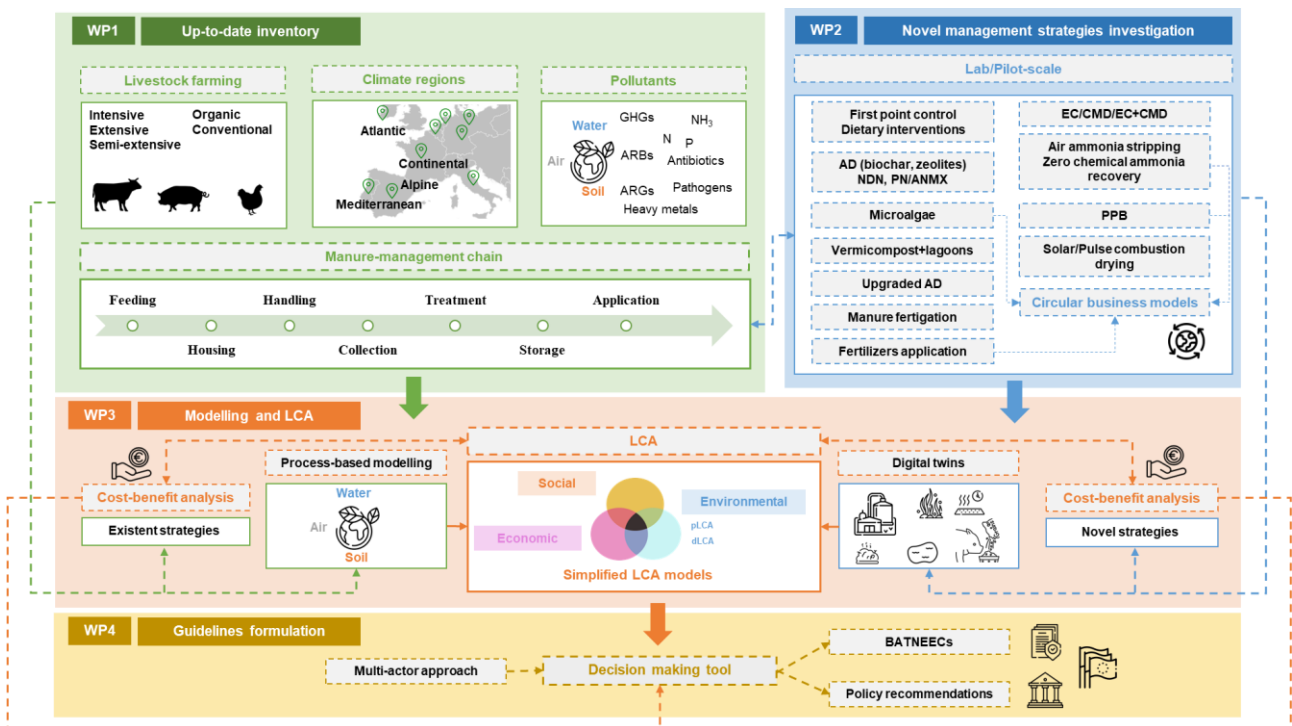 WP1
Up-to-date inventory
Livestock farming
Intensive
Extensive
Semi-extensive
Organic
Conventional
Climate regions
Atlantic
Continental
Alpine
Mediterranean
Pollutants
Water
Air
Soil
GHGs
NH3
N
P
ARBs
Antibiotics
ARGs
Pathogens
Heavy metals
Manure-management chain
Feeding
Handling
Treatment
Application
Housing
Collection
Storage
WP2
Novel management strategies investigation
Lab/Pilot-scale
First point control
Dietary interventions
AD (biochar, zeolites)
NDN, PN/ANMX
Microalgae
Vermicompost+lagoons
Upgraded AD
Manure fertigation
Fertilizers application
EC/CMD/EC+CMD
Air ammonia stripping
Zero chemical ammonia
recovery
PPB
Solar/Pulse combustion
drying
Circular business models
WP3
Modelling and LCA
Cost-benefit analysis
Existent strategies
Process-based modelling
Water
Air
Soil
LCA
Social
Environmental
pLCA
dLCA
Economic
Simplified LCA models
Digital twins
Cost-benefit analysis
Novel strategies
WP4
Guidelines formulation
Multi-actor approach
Decision making tool
BATNEECs
Policy recommendations